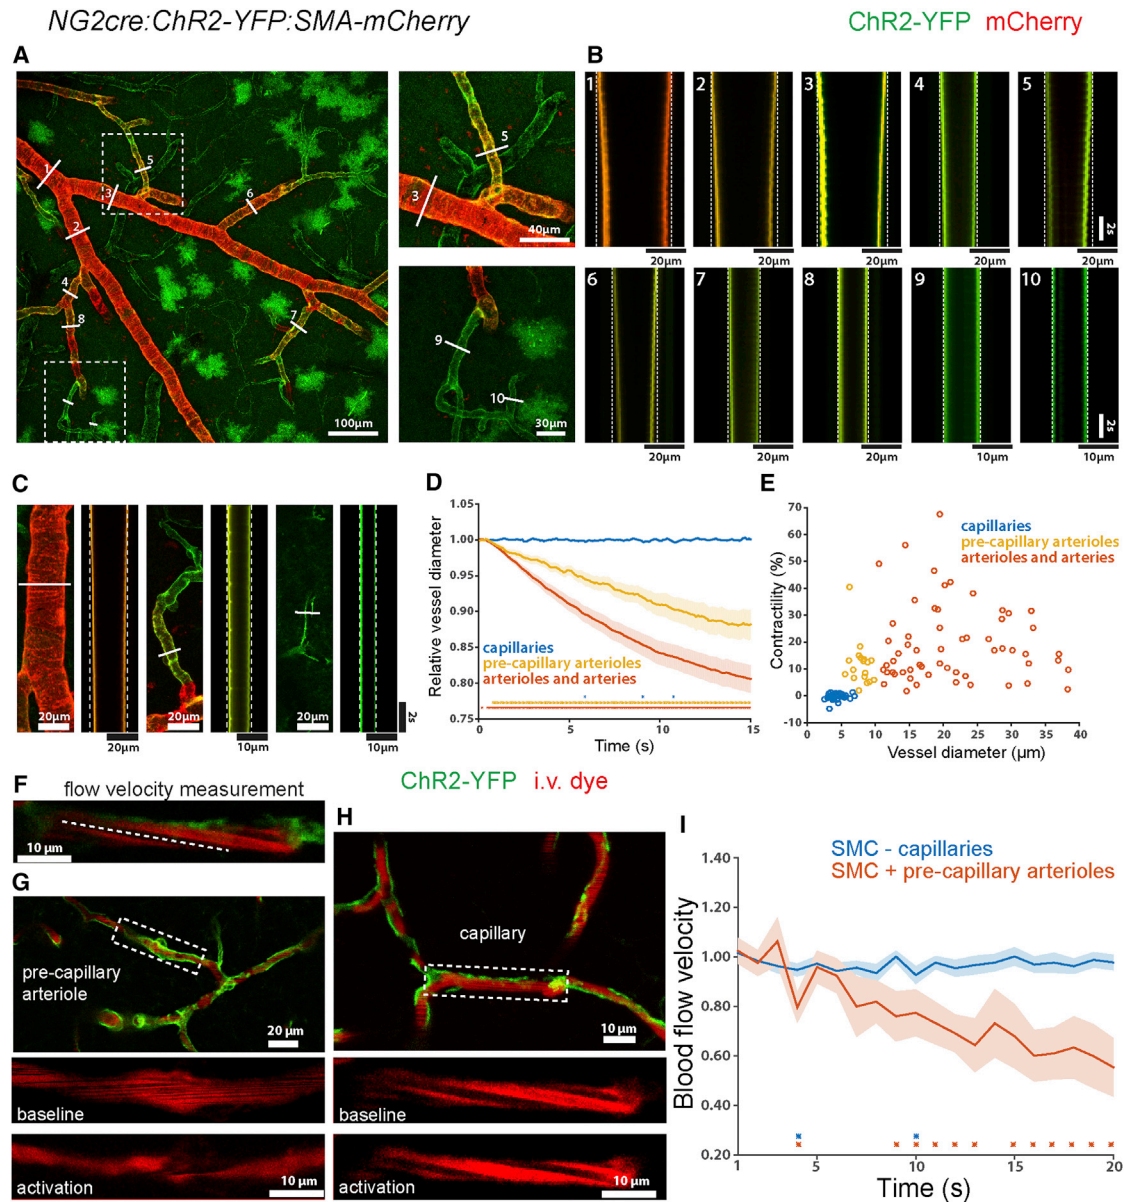 NG2cre:ChR2-YFP:SMA-mCherry
ChR2-YFP mCherry
A
1
2
3
4
5
6
7
8
100µm
3
5
40µm
9
10
30µm
B
1
2
3
4
5
2s
20µm
20µm
20µm
20µm
20µm
6
7
8
9
10
2s
20µm
20µm
20µm
10µm
10µm
C
20µm
20µm
20µm
10µm
20µm
10µm
2s
D
Relative vessel diameter
1.05
1.00
0.95
0.90
0.85
0.80
0.75
capillaries
pre-capillary arterioles
arterioles and arteries
0
5
10
15
Time (s)
E
Contractility (%)
70
60
50
40
30
20
10
0
-10
capillaries
pre-capillary arterioles
arterioles and arteries
0
5
10
15
20
25
30
35
40
Vessel diameter (µm)
ChR2-YFP i.v. dye
F
flow velocity measurement
10 µm
G
pre-capillary
arteriole
20 µm
baseline
activation
10 µm
H
capillary
10 µm
baseline
activation
10 µm
I
SMC - capillaries
SMC + pre-capillary arterioles
Blood flow velocity
1.40
1.20
1.00
0.80
0.60
0.40
0.20
1
5
10
15
20
Time (s)